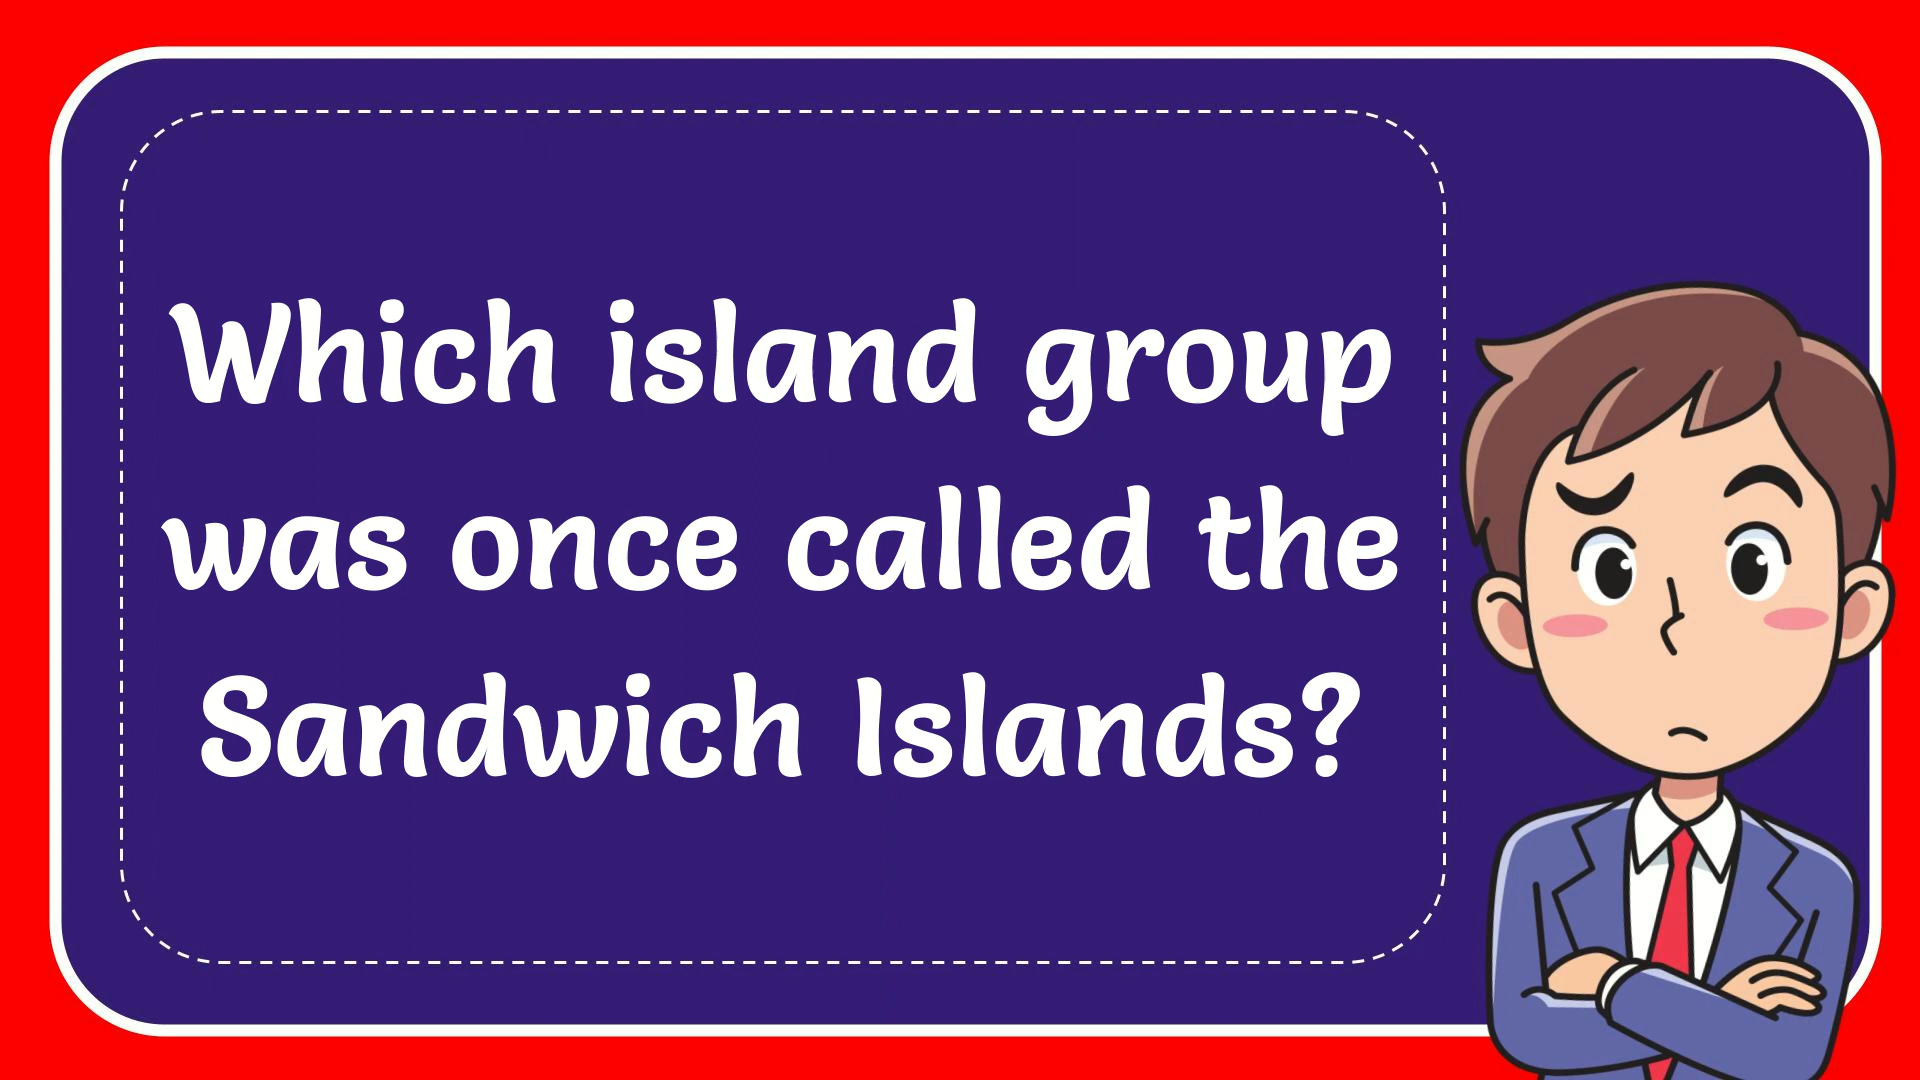 Which island group
was once called the
Sandwich Islands?